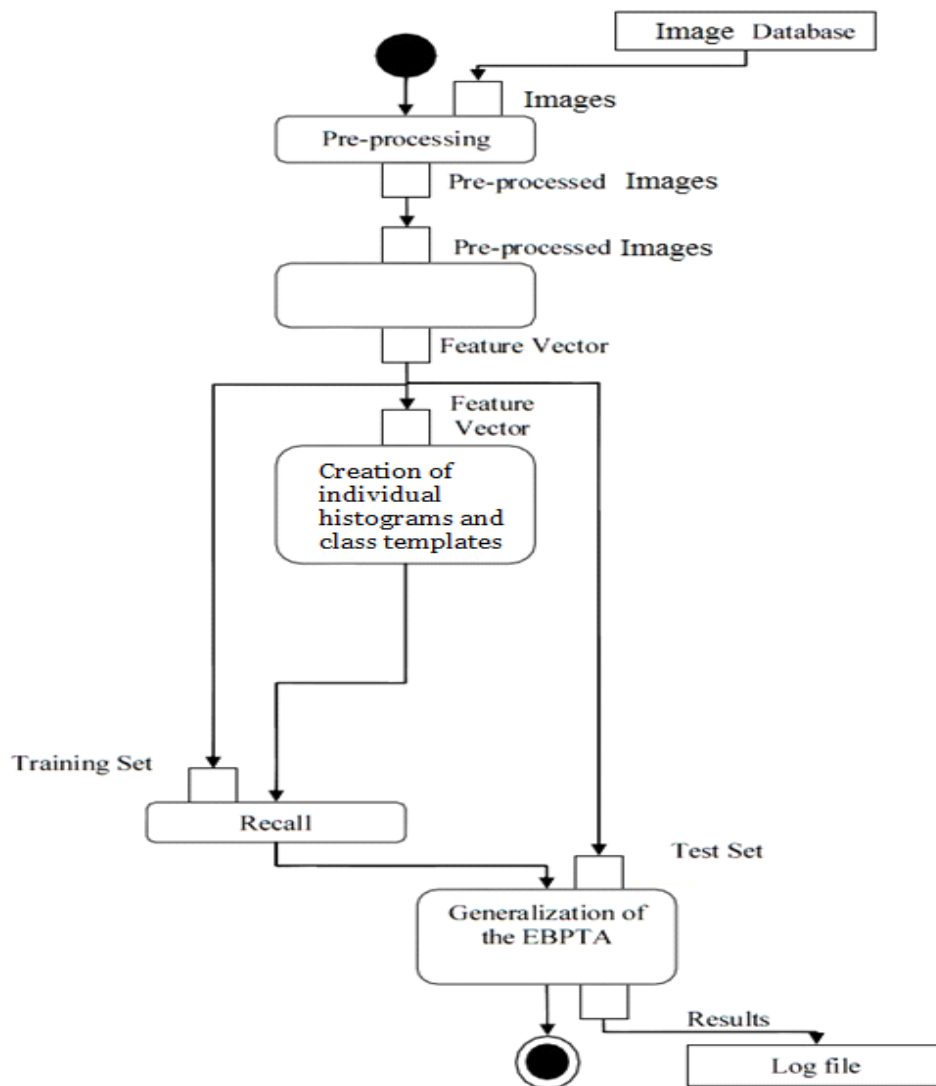 Image Database
Images
Pre-processing
Pre-processed Images
Pre-processed Images
Feature Vector
Feature
Vector
Creation of
individual
histograms and
class templates
Training Set
Recall
Test Set
Generalization of
the EBPTA
Results
Log file